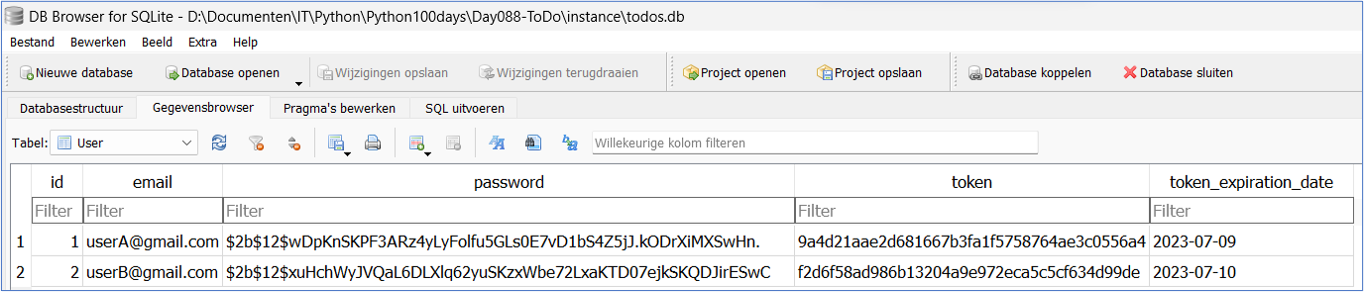 DB Browser for SQLite - D:\Documenten\IT\Python\Python100days\Day088-ToDo\instance\todos.db
Bestand Bewerken Beeld Extra Help
Nieuwe database Database openen Wijzigingen opslaan Wijzigingen terugdraaien Project openen Project opslaan Database koppelen Database sluiten
Databasestructuur Gegevensbrowser Pragma's bewerken SQL uitvoeren
Tabel: User Willekeurige kolom filteren
id email password token token_expiration_date
Filter Filter Filter Filter Filter
1 1 userA@gmail.com $2b$12$wDpKnSKPF3ARz4yLyFolfu5GLs0E7vD1bS4Z5jJ.kODrXiMXSwHn. 9a4d21aae2d681667b3fa1f5758764ae3c0556a4 2023-07-09
2 2 userB@gmail.com $2b$12$xuHchWyJVQaL6DLXlq62yuSKzxWbe72LxaKTD07ejkSKQDJirESwC f2d6f58ad986b13204a9e972eca5c5cf634d99de 2023-07-10